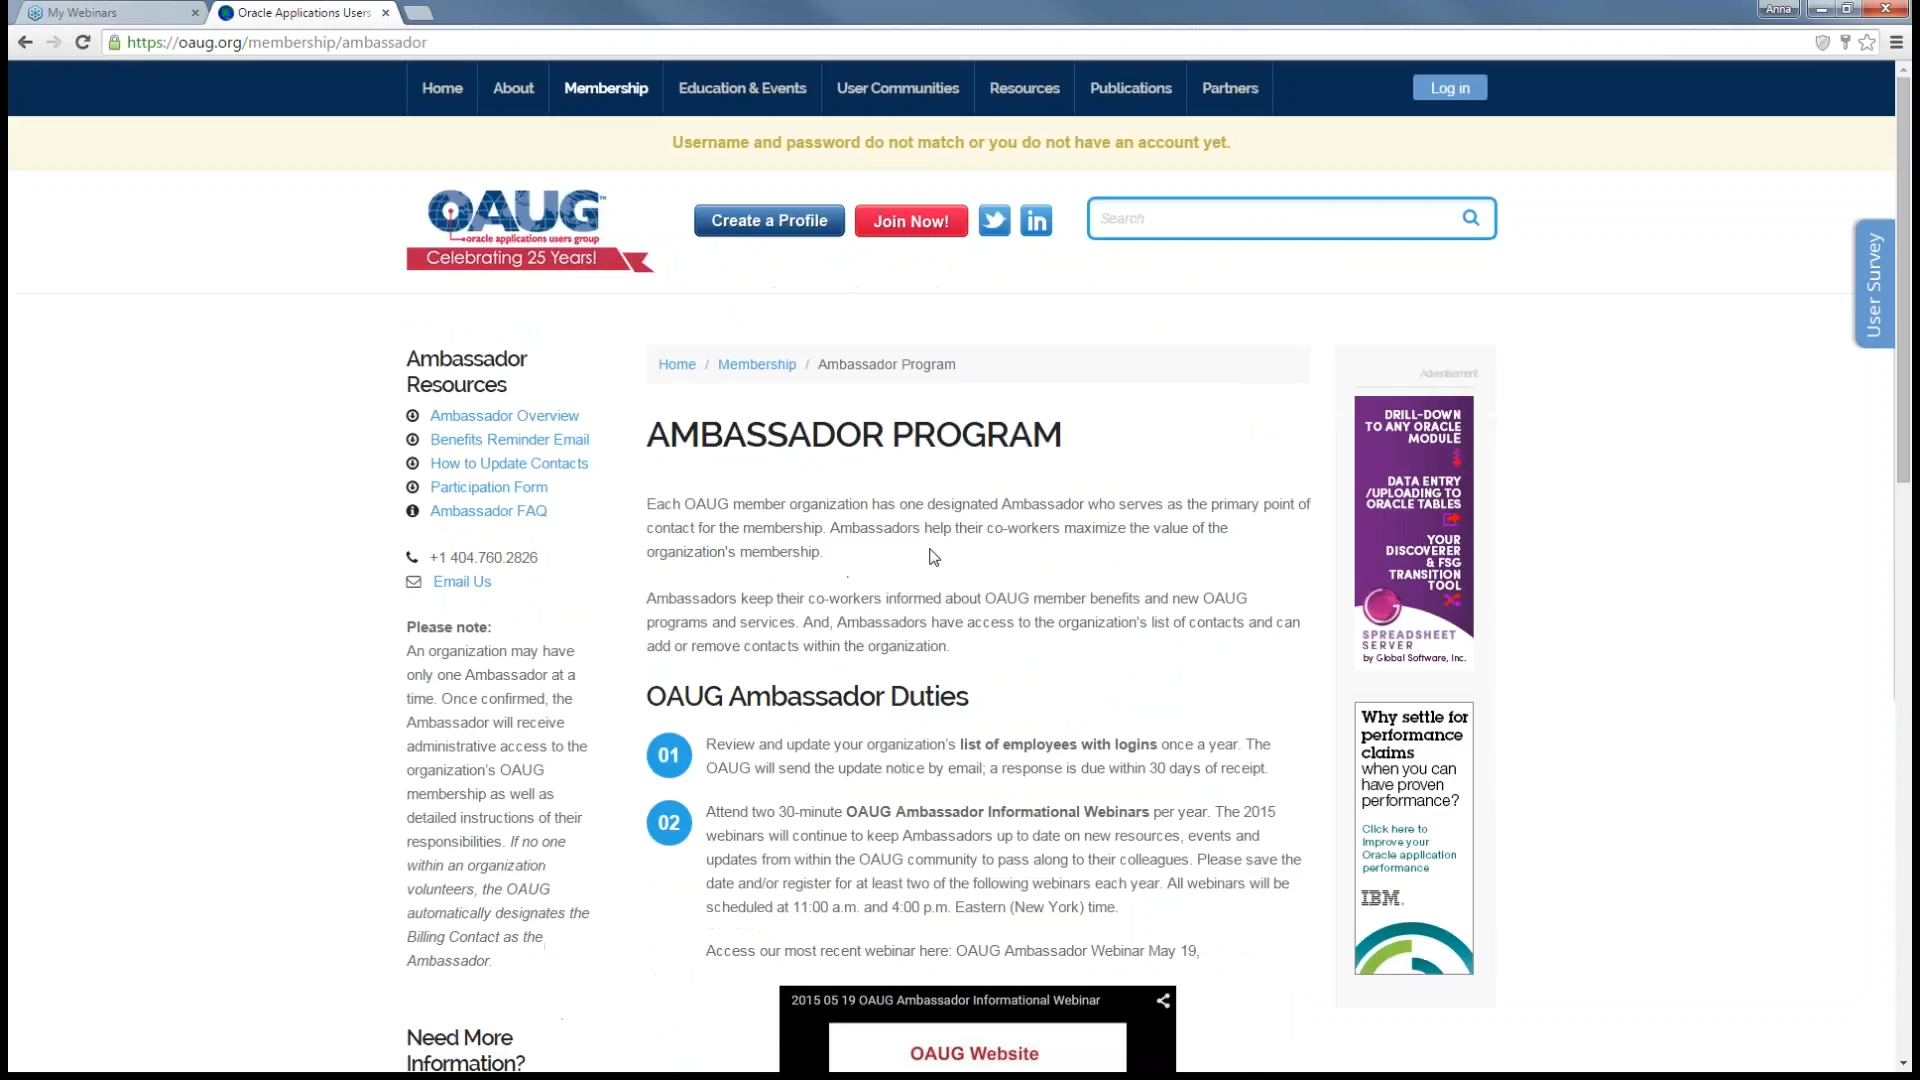 My Webinars
Oracle Applications Users
Anna
https://oaug.org/membership/ambassador
Home
About
Membership
Education & Events
User Communities
Resources
Publications
Partners
Log in
Username and password do not match or you do not have an account yet.
OAUG
oracle applications users group
Celebrating 25 Years!
Create a Profile
Join Now!
Search
User Survey
Ambassador
Resources
Ambassador Overview
Benefits Reminder Email
How to Update Contacts
Participation Form
Ambassador FAQ
+1 404.760.2826
Email Us
Please note:
An organization may have
only one Ambassador at a
time. Once confirmed, the
Ambassador will receive
administrative access to the
organization's OAUG
membership as well as
detailed instructions of their
responsibilities. If no one
within an organization
volunteers, the OAUG
automatically designates the
Billing Contact as the
Ambassador.
Need More
Information?
Home / Membership / Ambassador Program
AMBASSADOR PROGRAM
Each OAUG member organization has one designated Ambassador who serves as the primary point of
contact for the membership. Ambassadors help their co-workers maximize the value of the
organization's membership.
Ambassadors keep their co-workers informed about OAUG member benefits and new OAUG
programs and services. And, Ambassadors have access to the organization's list of contacts and can
add or remove contacts within the organization.
OAUG Ambassador Duties
01
Review and update your organization's list of employees with logins once a year. The
OAUG will send the update notice by email; a response is due within 30 days of receipt.
02
Attend two 30-minute OAUG Ambassador Informational Webinars per year. The 2015
webinars will continue to keep Ambassadors up to date on new resources, events and
updates from within the OAUG community to pass along to their colleagues. Please save the
date and/or register for at least two of the following webinars each year. All webinars will be
scheduled at 11:00 a.m. and 4:00 p.m. Eastern (New York) time.
Access our most recent webinar here: OAUG Ambassador Webinar May 19,
2015 05 19 OAUG Ambassador Informational Webinar
OAUG Website
Advertisement
DRILL-DOWN
TO ANY ORACLE
MODULE
DATA ENTRY
/UPLOADING TO
ORACLE TABLES
YOUR
DISCOVERER
& FSG
TRANSITION
TOOL
SPREADSHEET
SERVER
by Global Software, Inc.
Why settle for
performance
claims
when you can
have proven
performance?
Click here to
improve your
Oracle application
performance
IBM.